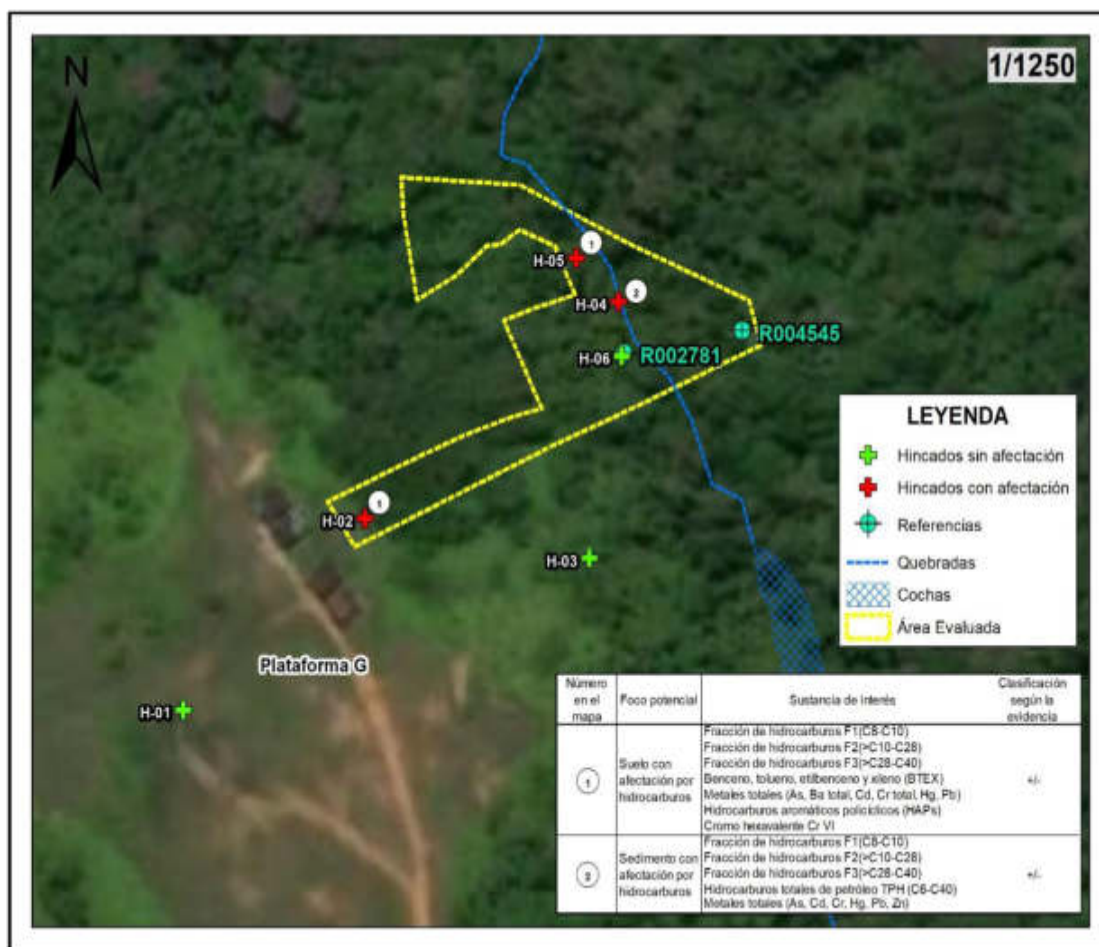 1/1250
N
1
H-05
2
H-04
R004545
H-06
R002781
LEYENDA
Hincados sin afectación
Hincados con afectación
Referencias
Quebradas
Cochas
Área Evaluada
1
H-02
H-03
Plataforma G
H-01
Número en el mapa
Foco potencial
Sustancia de interés
Clasificación según la evidencia
1
Suelo con afectación por hidrocarburos
Fracción de hidrocarburos F1(C6-C10)
Fracción de hidrocarburos F2(>C10-C28)
Fracción de hidrocarburos F3(>C28-C40)
Benceno, tolueno, etilbenceno y xileno (BTEX)
Metales totales (As, Ba total, Cd, Cr total, Hg, Pb)
Hidrocarburos aromáticos policíclicos (HAPs)
Cromo hexavalente Cr VI
+/-
2
Sedimento con afectación por hidrocarburos
Fracción de hidrocarburos F1(C6-C10)
Fracción de hidrocarburos F2(>C10-C28)
Fracción de hidrocarburos F3(>C28-C40)
Hidrocarburos totales de petróleo TPH (C6-C40)
Metales totales (As, Cd, Cr, Hg, Pb, Zn)
+/-